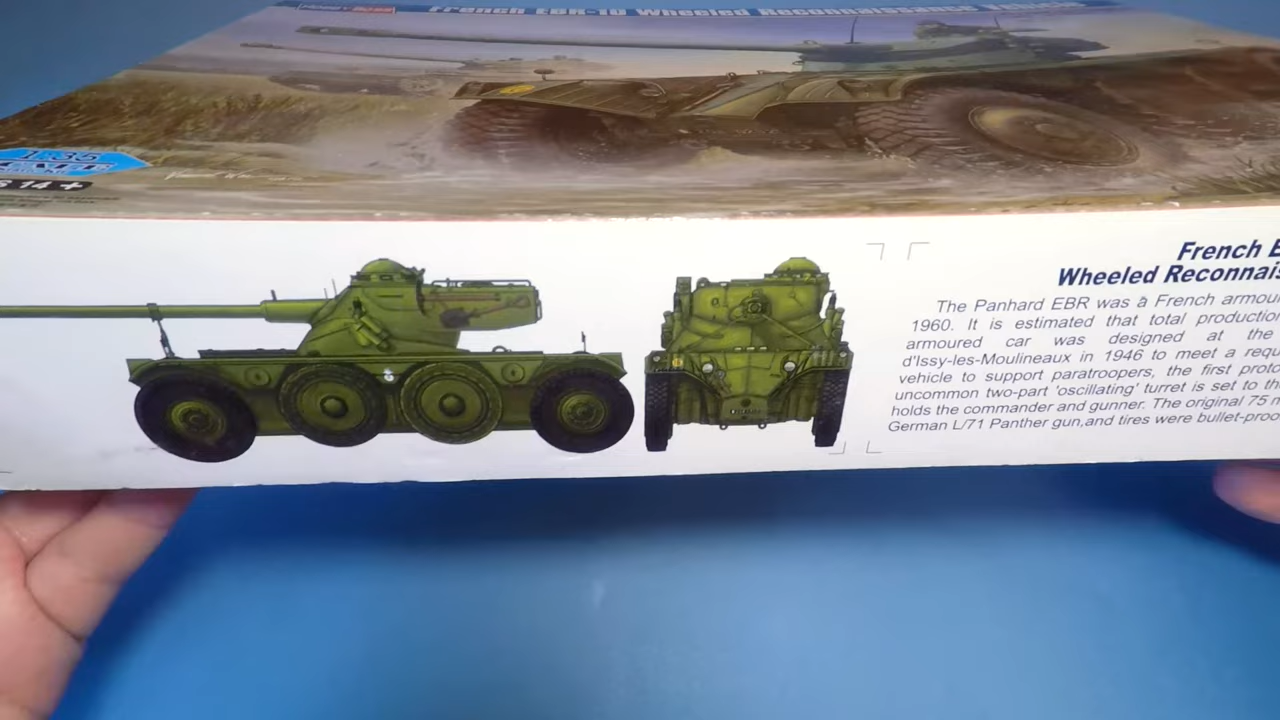 French EBR-10 Wheeled Reconnaissance Vehicle
1:35
14 +
French E
Wheeled Reconnais
The Panhard EBR was à French armour
1960. It is estimated that total production
armoured car was designed at the
d'Issy-les-Moulineaux in 1946 to meet a requ
vehicle to support paratroopers, the first proto
uncommon two-part 'oscillating' turret is set to th
holds the commander and gunner. The original 75 m
German L/71 Panther gun,and tires were bullet-proo